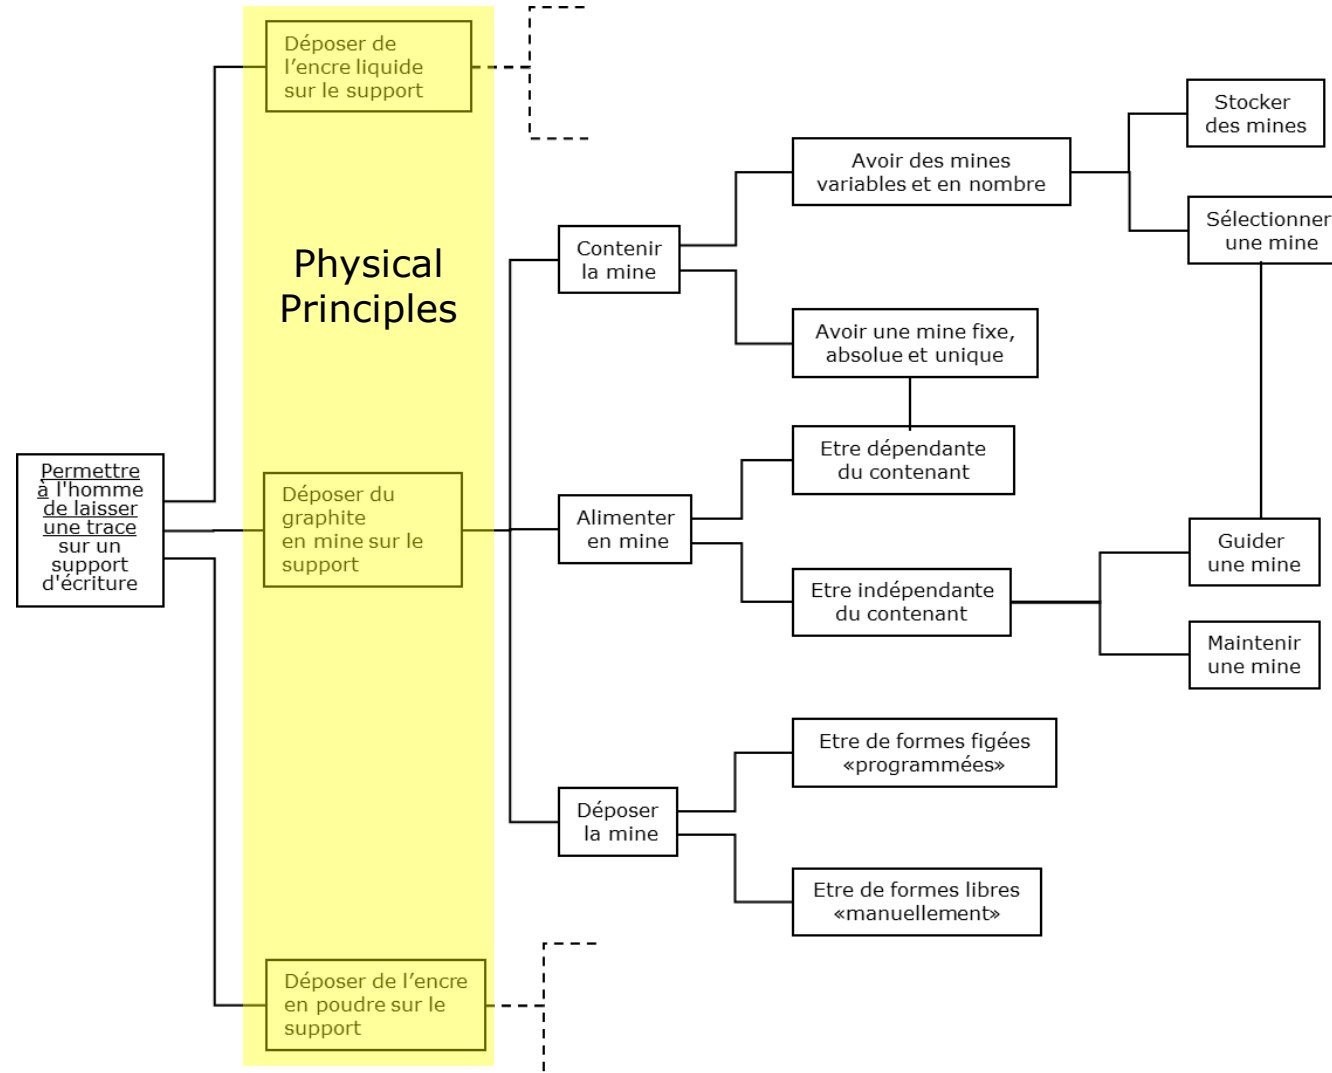 Déposer de
l’encre liquide
sur le support
Physical
Principles
Permettre
à l'homme
de laisser
une trace
sur un
support
d'écriture
Déposer du
graphite
en mine sur le
support
Déposer de l’encre
en poudre sur le
support
Contenir
la mine
Alimenter
en mine
Déposer
la mine
Avoir des mines
variables et en nombre
Avoir une mine fixe,
absolue et unique
Etre dépendante
du contenant
Etre indépendante
du contenant
Etre de formes figées
«programmées»
Etre de formes libres
«manuellement»
Stocker
des mines
Sélectionner
une mine
Guider
une mine
Maintenir
une mine